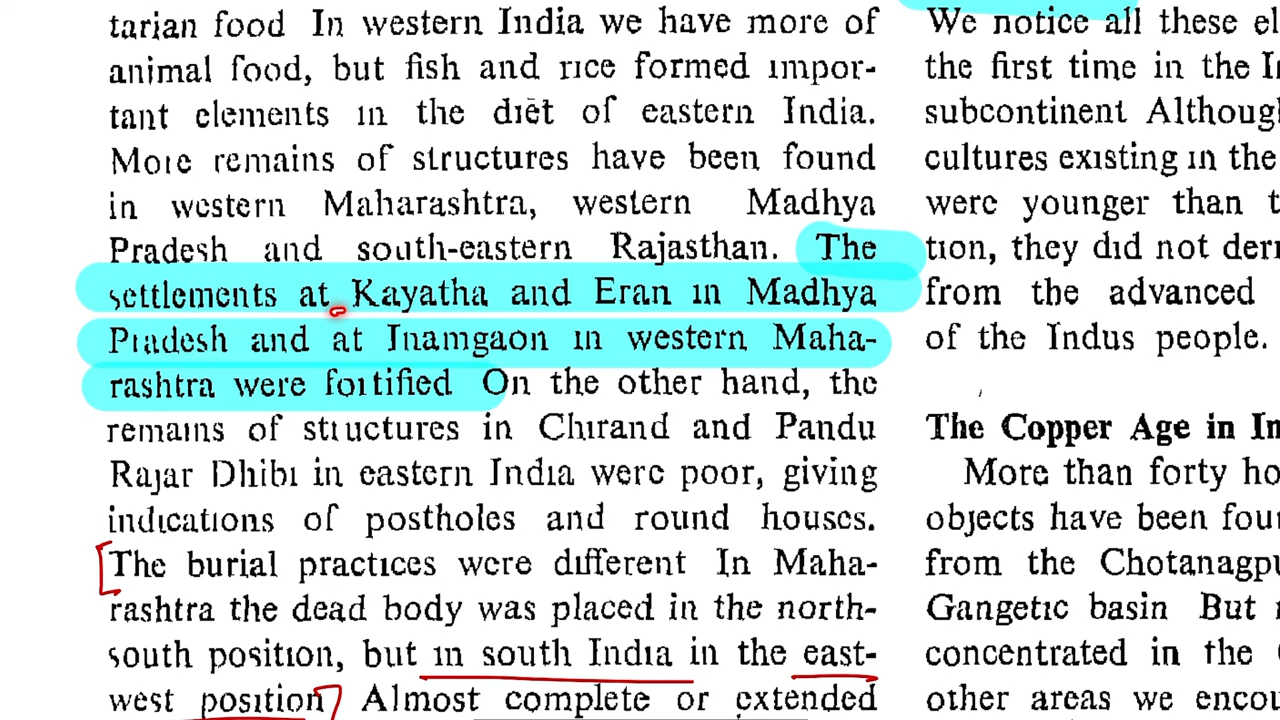 tarian food In western India we have more of
animal food, but fish and rice formed impor-
tant elements in the diet of eastern India.
More remains of structures have been found
in western Maharashtra, western Madhya
Pradesh and south-eastern Rajasthan. The
settlements at Kayatha and Eran in Madhya
Pradesh and at Inamgaon in western Maha-
rashtra were fortified On the other hand, the
remains of structures in Chirand and Pandu
Rajar Dhibi in eastern India were poor, giving
indications of postholes and round houses.
The burial practices were different In Maha-
rashtra the dead body was placed in the north-
south position, but in south India in the east-
west position Almost complete or extended
We notice all these el
the first time in the
subcontinent Although
cultures existing in the
were younger than
tion, they did not
from the advanced
of the Indus people.
The Copper Age in In
More than forty ho
objects have been foun
from the Chotanagpu
Gangetic basin But
concentrated in the
other areas we encou